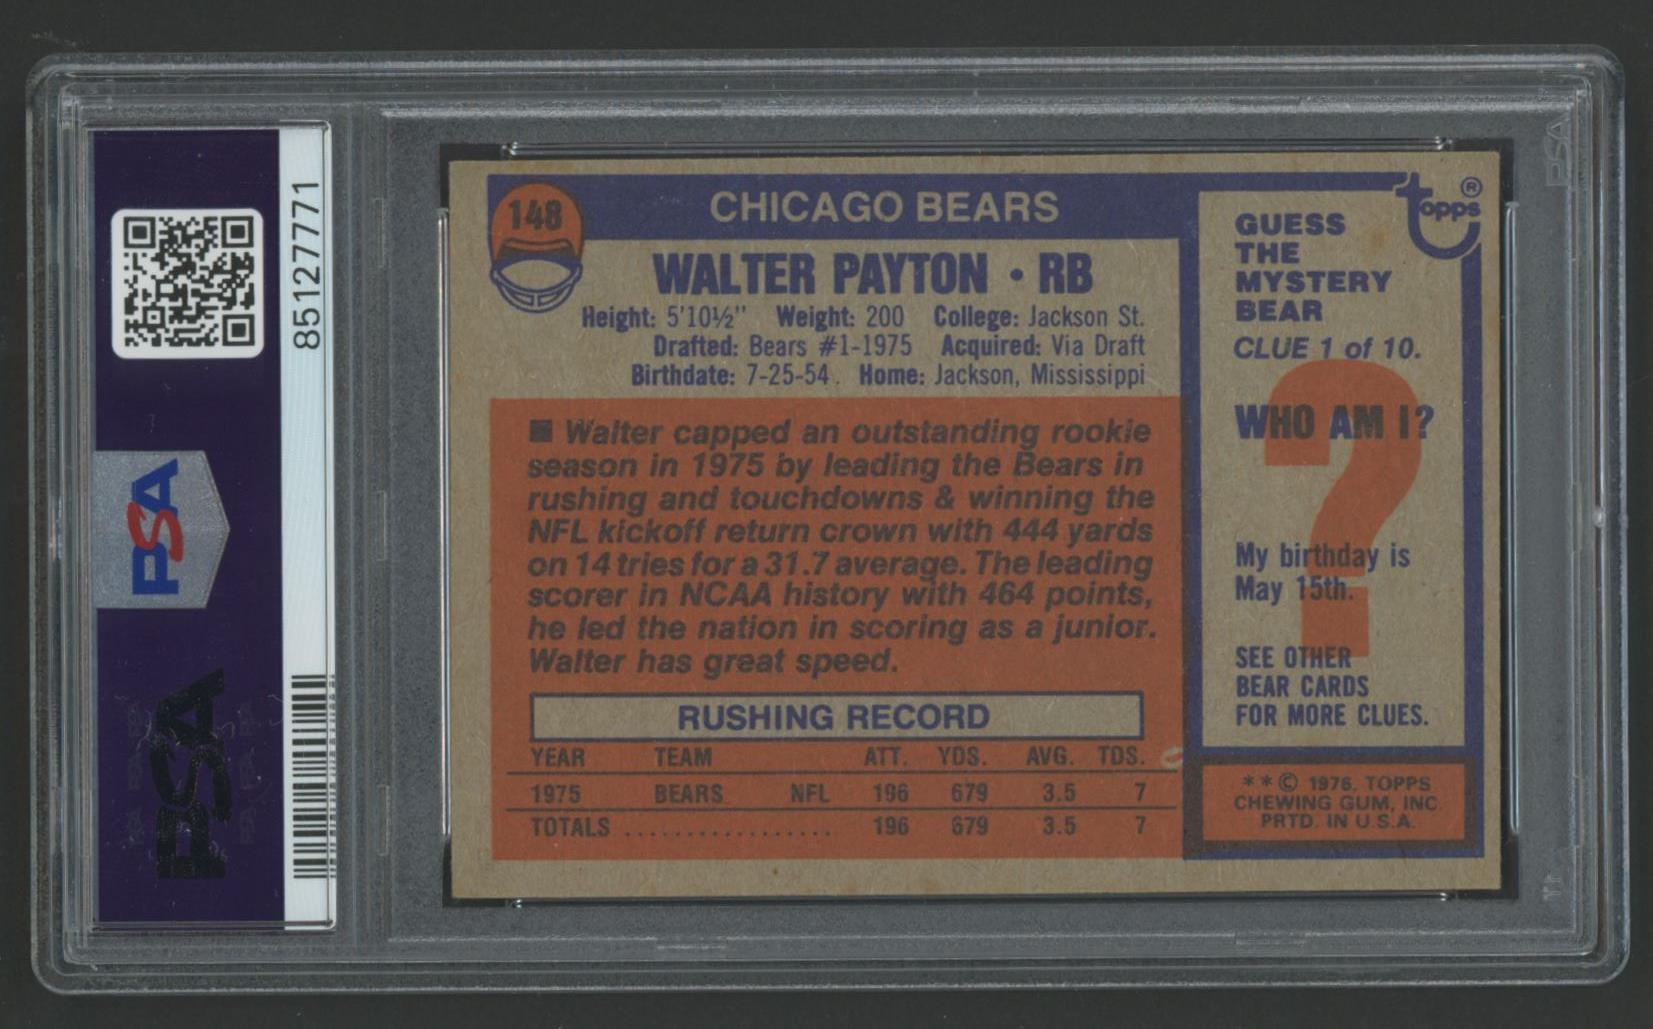 85127771
PSA
PSA
PSA
148
CHICAGO BEARS
WALTER PAYTON • RB
Height: 5'10½" Weight: 200 College: Jackson St.
Drafted: Bears #1-1975 Acquired: Via Draft
Birthdate: 7-25-54. Home: Jackson, Mississippi
■ Walter capped an outstanding rookie
season in 1975 by leading the Bears in
rushing and touchdowns & winning the
NFL kickoff return crown with 444 yards
on 14 tries for a 31.7 average. The leading
scorer in NCAA history with 464 points,
he led the nation in scoring as a junior.
Walter has great speed.
RUSHING RECORD
YEAR TEAM ATT. YDS. AVG. TDS.
1975 BEARS NFL 196 679 3.5 7
TOTALS ................. 196 679 3.5 7
topps ®
GUESS
THE
MYSTERY
BEAR
CLUE 1 of 10.
?
WHO AM I?
My birthday is
May 15th.
SEE OTHER
BEAR CARDS
FOR MORE CLUES.
**© 1976, TOPPS
CHEWING GUM, INC.
PRTD. IN U.S.A.